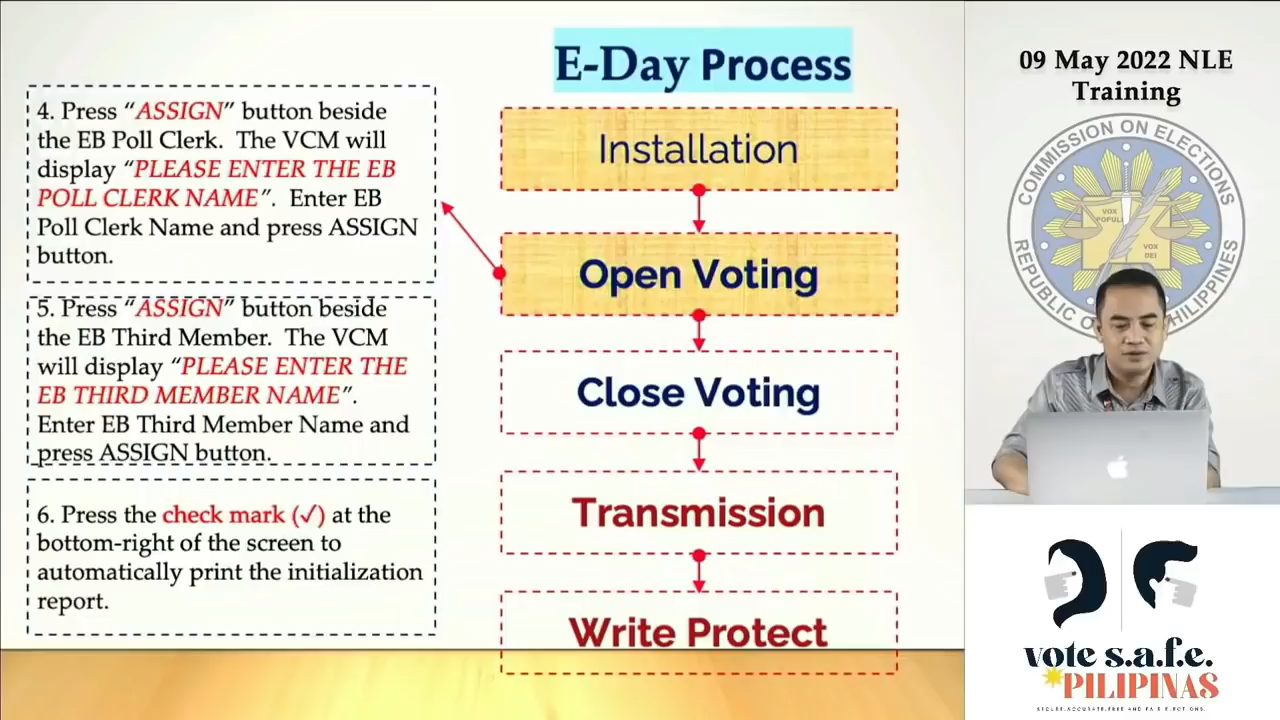 E-Day Process
4. Press “ASSIGN” button beside
the EB Poll Clerk. The VCM will
display “PLEASE ENTER THE EB
POLL CLERK NAME”. Enter EB
Poll Clerk Name and press ASSIGN
button.
5. Press “ASSIGN” button beside
the EB Third Member. The VCM
will display “PLEASE ENTER THE
EB THIRD MEMBER NAME”.
Enter EB Third Member Name and
press ASSIGN button.
6. Press the check mark (✓) at the
bottom-right of the screen to
automatically print the initialization
report.
Installation
Open Voting
Close Voting
Transmission
Write Protect
09 May 2022 NLE
Training
COMMISSION ON ELECTIONS
REPUBLIC O
HILIPPINES
VOX
POPULI
VOX
DEI
vote s.a.f.e.
PILIPINAS